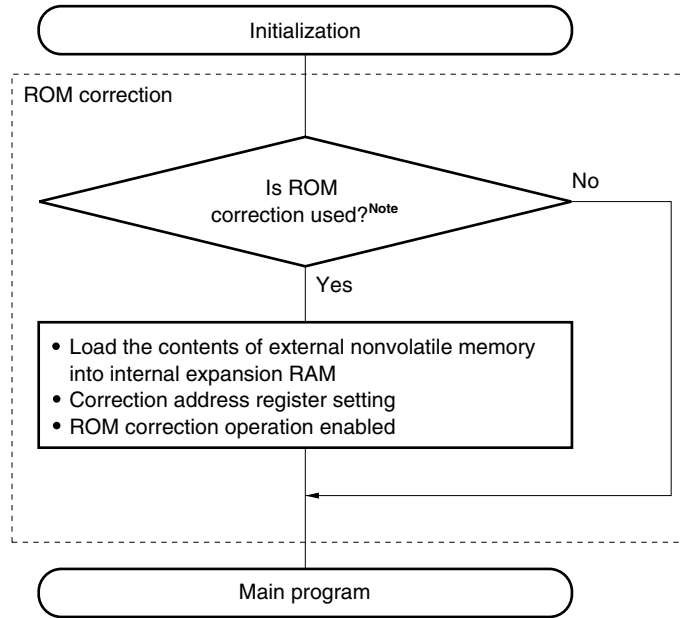 Initialization
ROM correction
Is ROM
correction used?Note
No
Yes
• Load the contents of external nonvolatile memory
into internal expansion RAM
• Correction address register setting
• ROM correction operation enabled
Main program